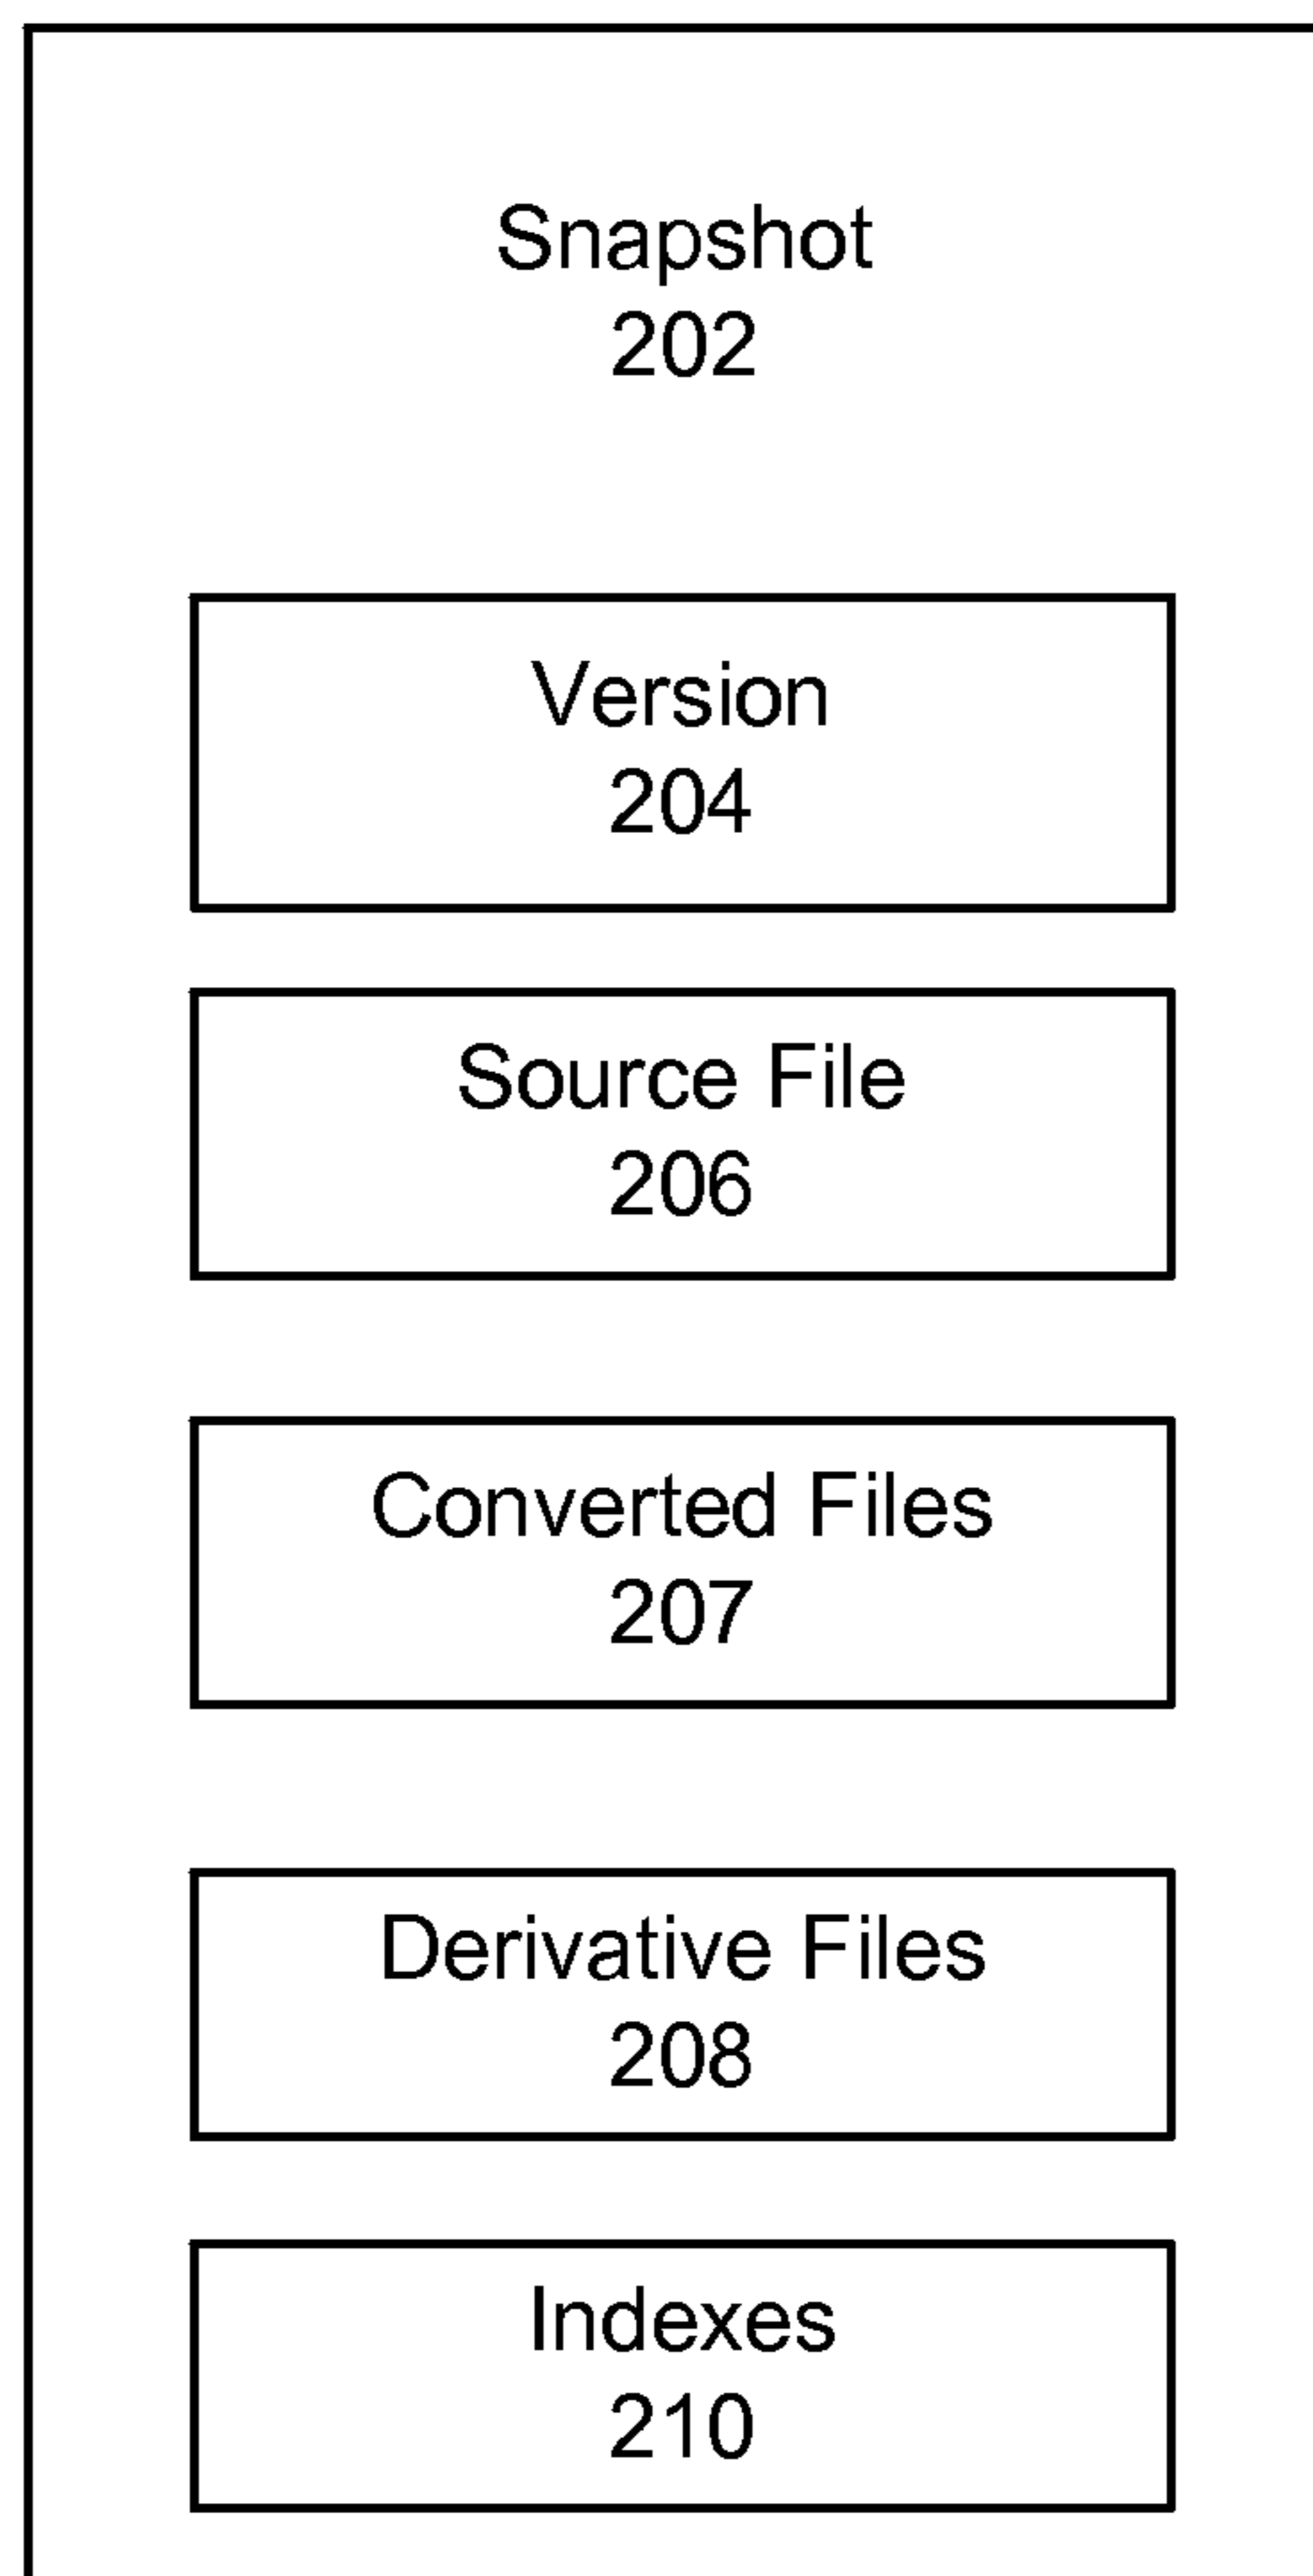 Snapshot
202
Version
204
Source File
206
Converted Files
207
Derivative Files
208
Indexes
210